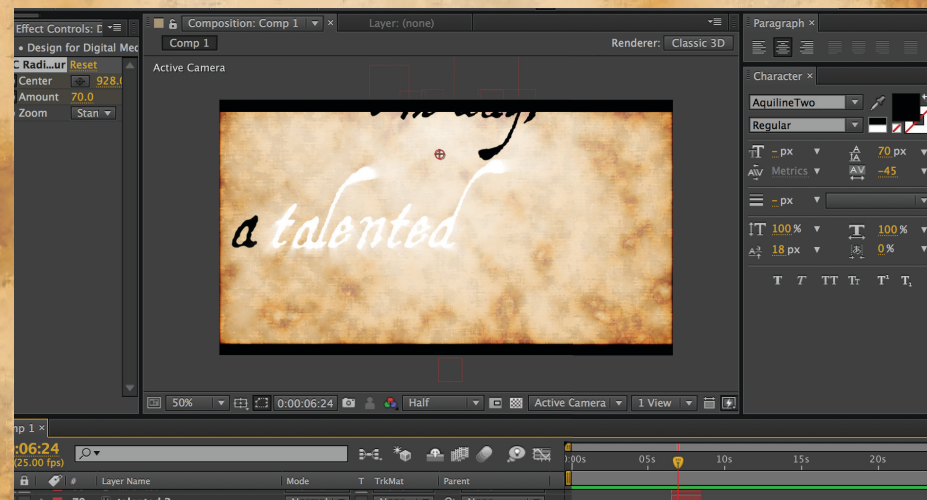 Effect Controls: D
Composition: Comp 1
Layer: (none)
Paragraph
• Design for Digital Med
Comp 1
Renderer: Classic 3D
C Radi...ur Reset
Center 928.0
Amount 70.0
Zoom Stan
Active Camera
Character
AquilineTwo
Regular
a talented
- px
70 px
Metrics
-45
- px
100 %
100 %
18 px
0 %
T T TT Tt T¹ T₁
50%
0:00:06:24
Half
Active Camera
1 View
mp 1
:06:24
(25.00 fps)
):00s 05s 10s 15s 20s
# Layer Name
Mode
T TrkMat
Parent